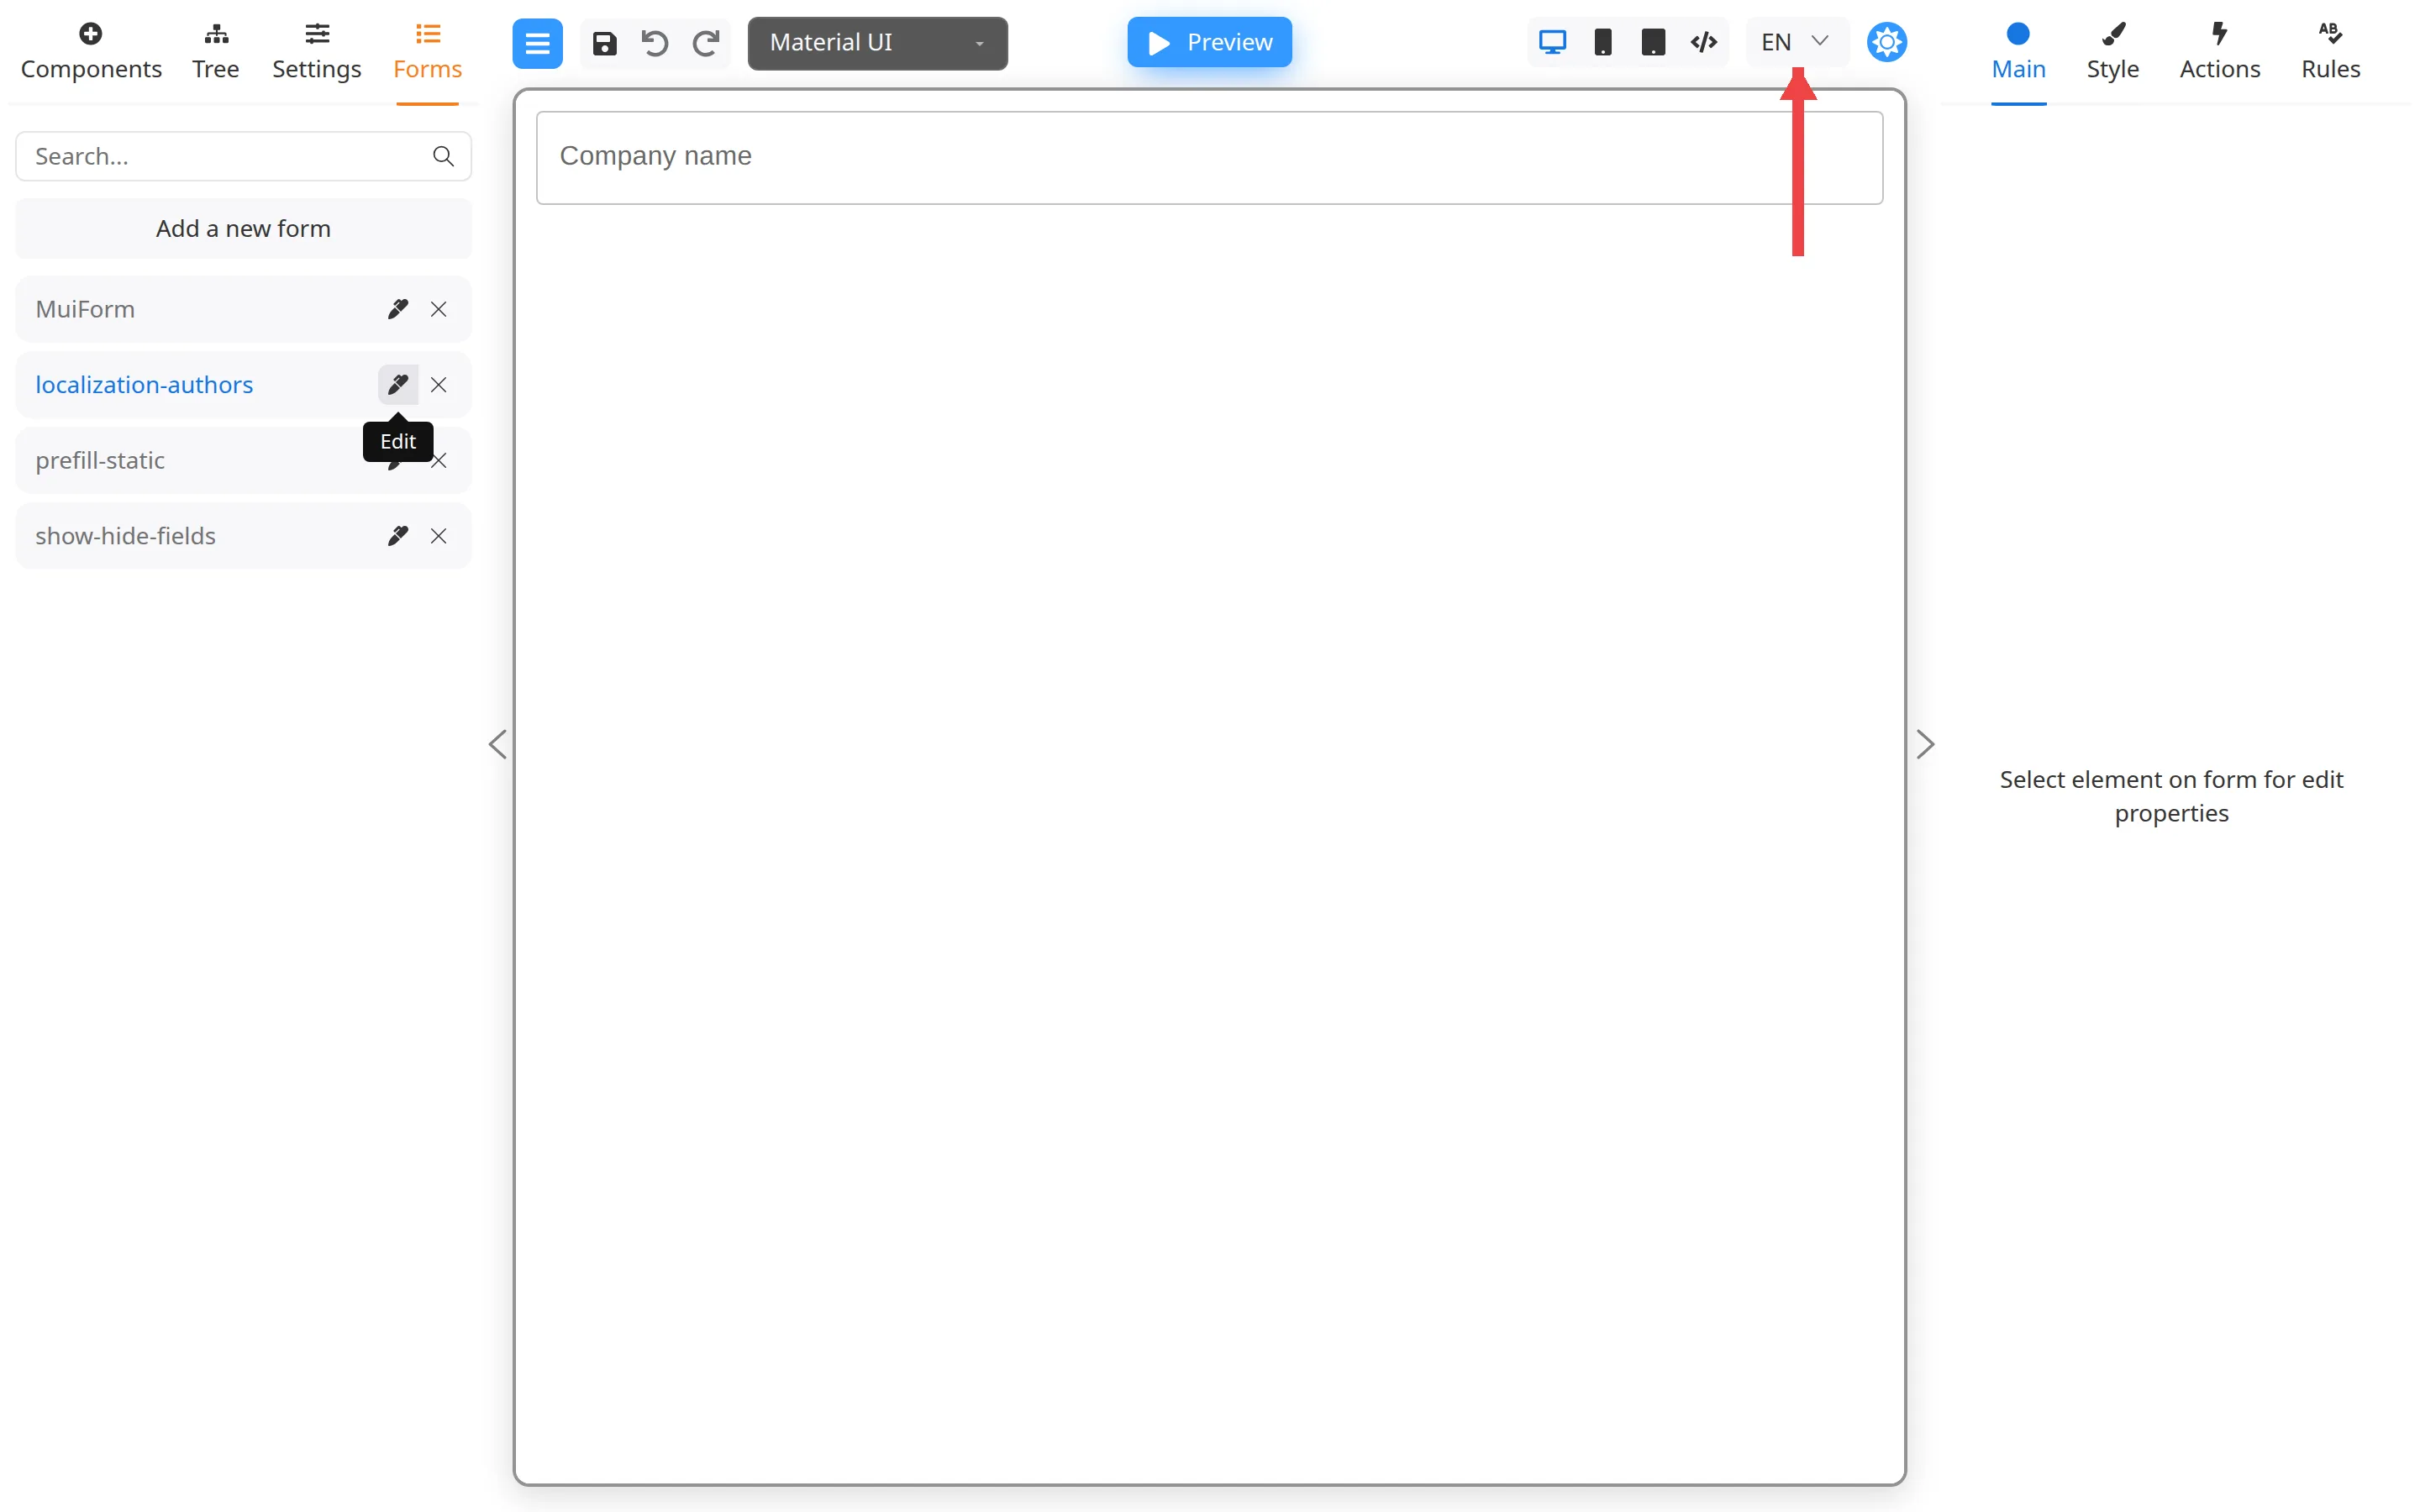 Components Tree Settings Forms
Material UI
Preview
EN
Main Style Actions AB Rules
Search...
Add a new form
MuiForm
localization-authors
Edit
prefill-static
show-hide-fields
Company name
Select element on form for edit
properties